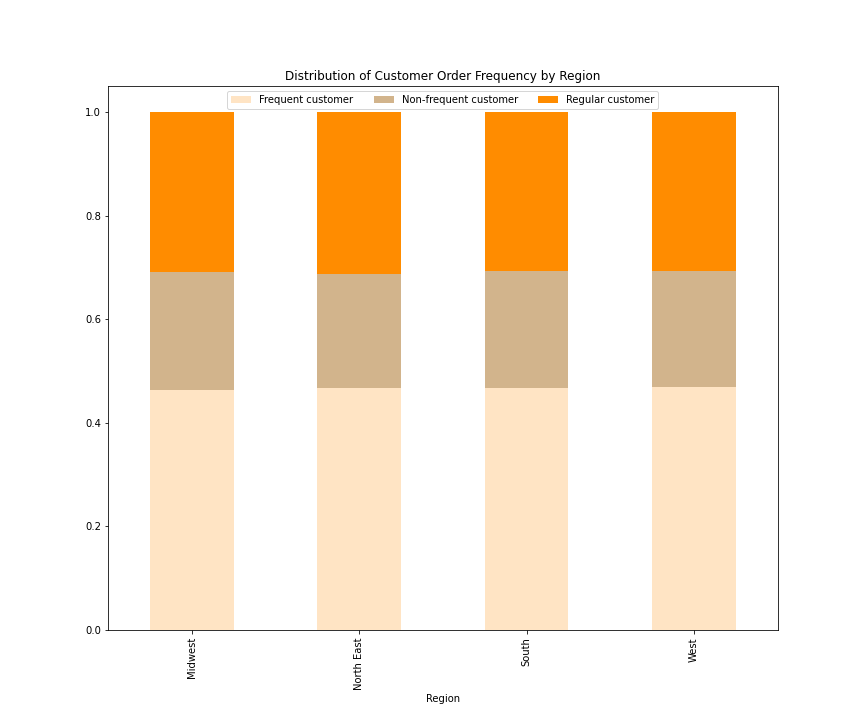 Distribution of Customer Order Frequency by Region
Frequent customer Non-frequent customer Regular customer
1.0
0.8
0.6
0.4
0.2
0.0
Midwest
North East
South
West
Region